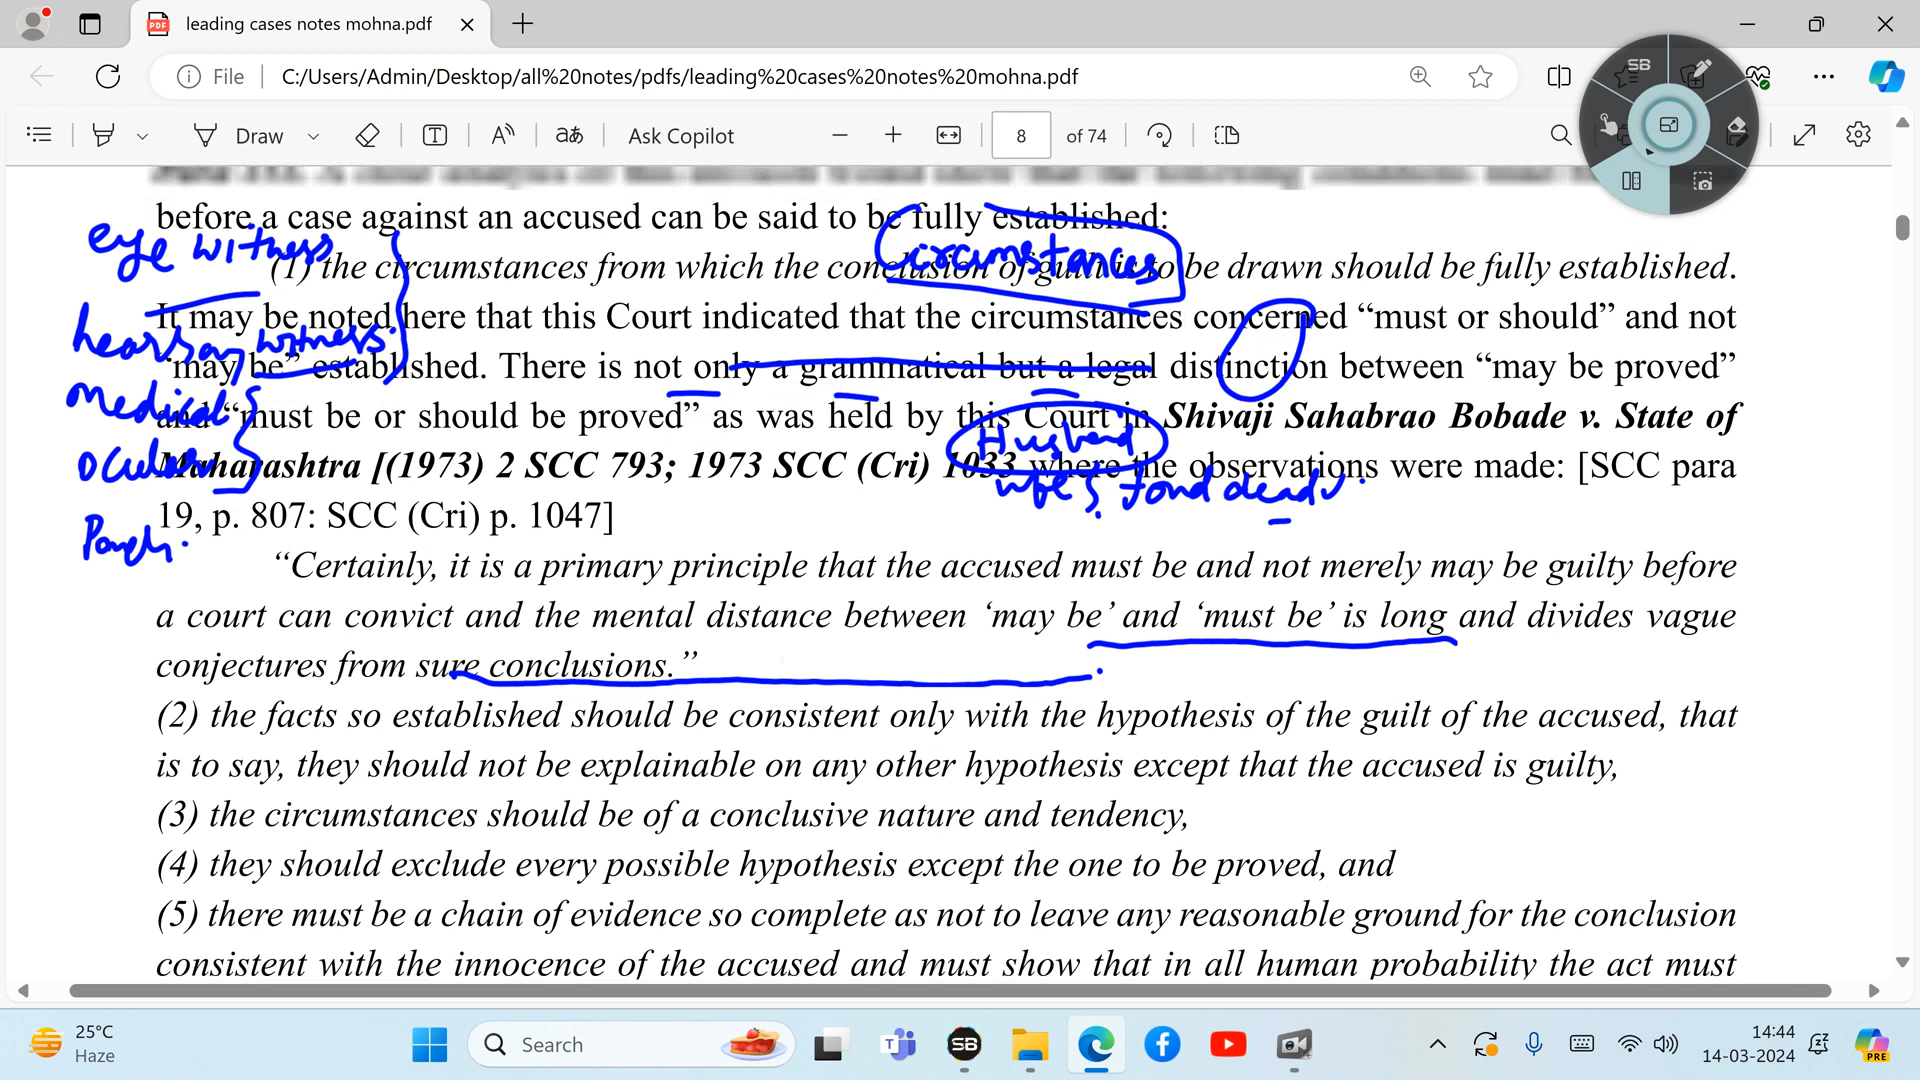 leading cases notes mohna.pdf
File
C:/Users/Admin/Desktop/all%20notes/pdfs/leading%20cases%20notes%20mohna.pdf
Draw
aあ
Ask Copilot
8
of 74
SB
before a case against an accused can be said to be fully established:
eye witness
circumstances
(1) the circumstances from which the conclusion of guilt is to be drawn should be fully established.
It may be noted here that this Court indicated that the circumstances concerned “must or should” and not
hearsay witness.
“may be” established. There is not only a grammatical but a legal distinction between “may be proved”
medical
and “must be or should be proved” as was held by this Court in Shivaji Sahabrao Bobade v. State of
Husband
ocular
Maharashtra [(1973) 2 SCC 793; 1973 SCC (Cri) 1033 where the observations were made: [SCC para
wife
dead
19, p. 807: SCC (Cri) p. 1047]
“Certainly, it is a primary principle that the accused must be and not merely may be guilty before
a court can convict and the mental distance between ‘may be’ and ‘must be’ is long and divides vague
conjectures from sure conclusions.”
(2) the facts so established should be consistent only with the hypothesis of the guilt of the accused, that
is to say, they should not be explainable on any other hypothesis except that the accused is guilty,
(3) the circumstances should be of a conclusive nature and tendency,
(4) they should exclude every possible hypothesis except the one to be proved, and
(5) there must be a chain of evidence so complete as not to leave any reasonable ground for the conclusion
consistent with the innocence of the accused and must show that in all human probability the act must
25°C
Haze
Search
SB
14:44
14-03-2024
PRE